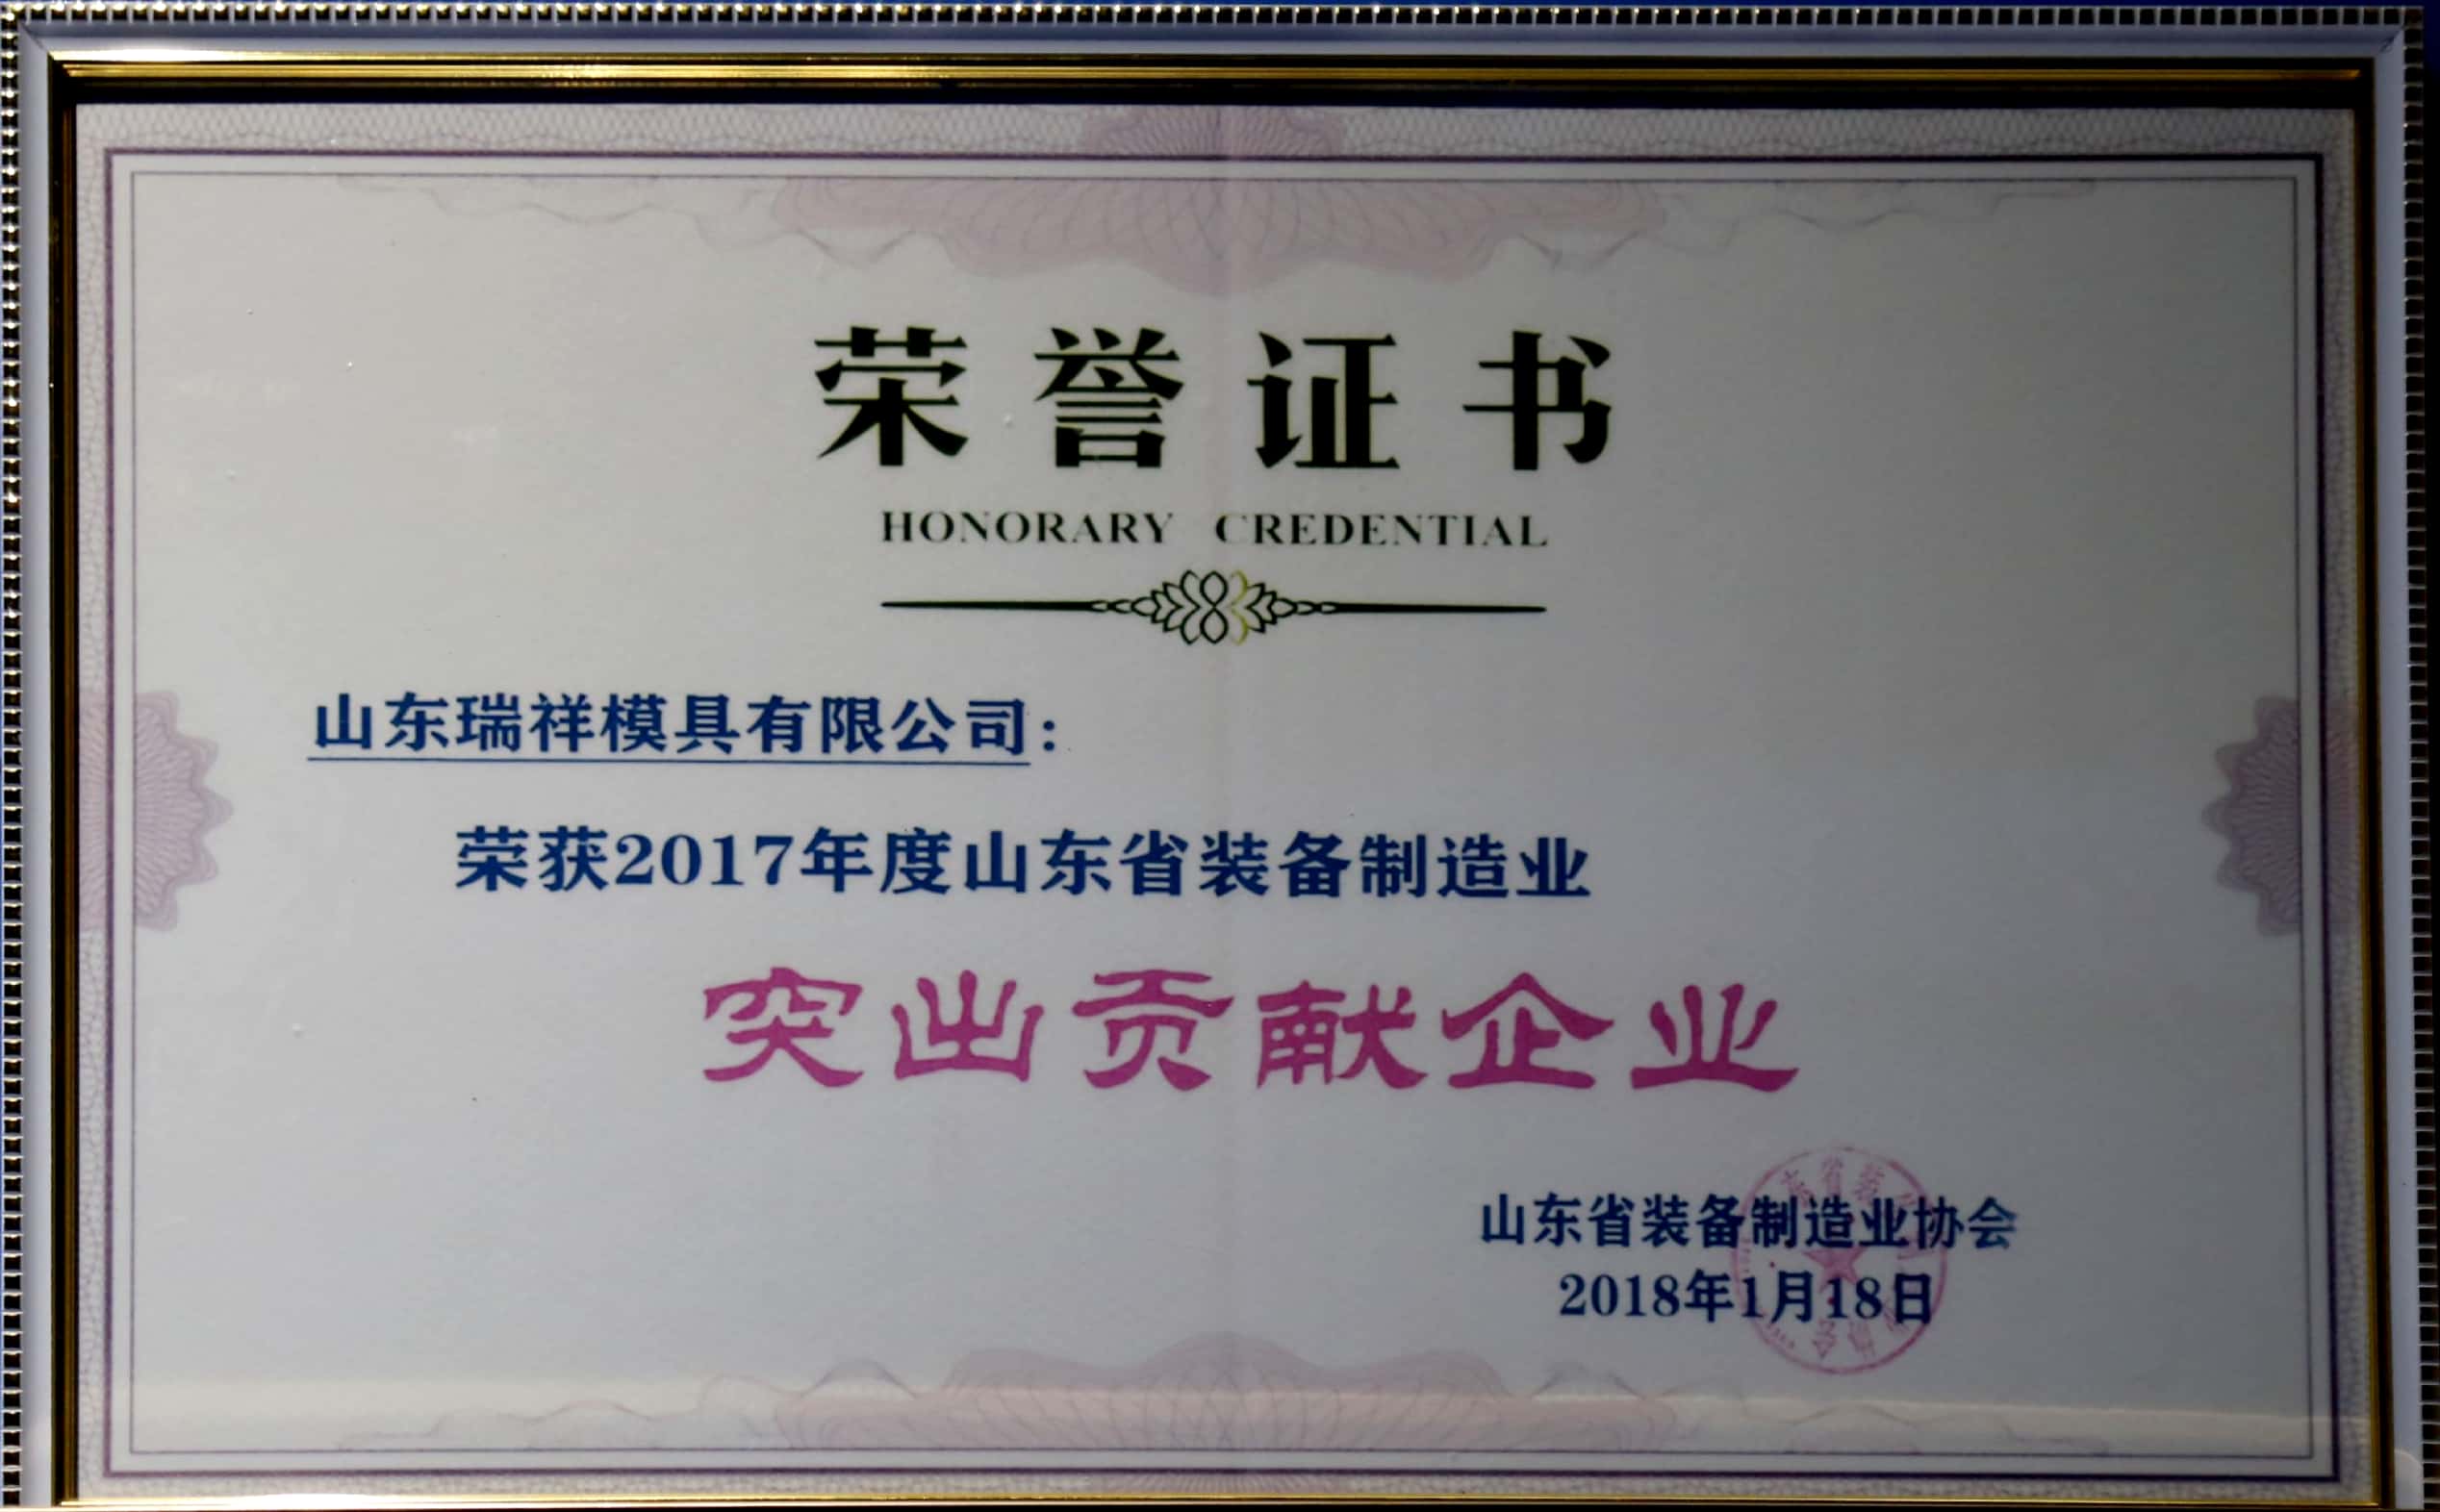 荣誉证书
HONORARY CREDENTIAL
山东瑞祥模具有限公司：
荣获2017年度山东省装备制造业
突出贡献企业
山东省装备制造业协会
2018年1月18日